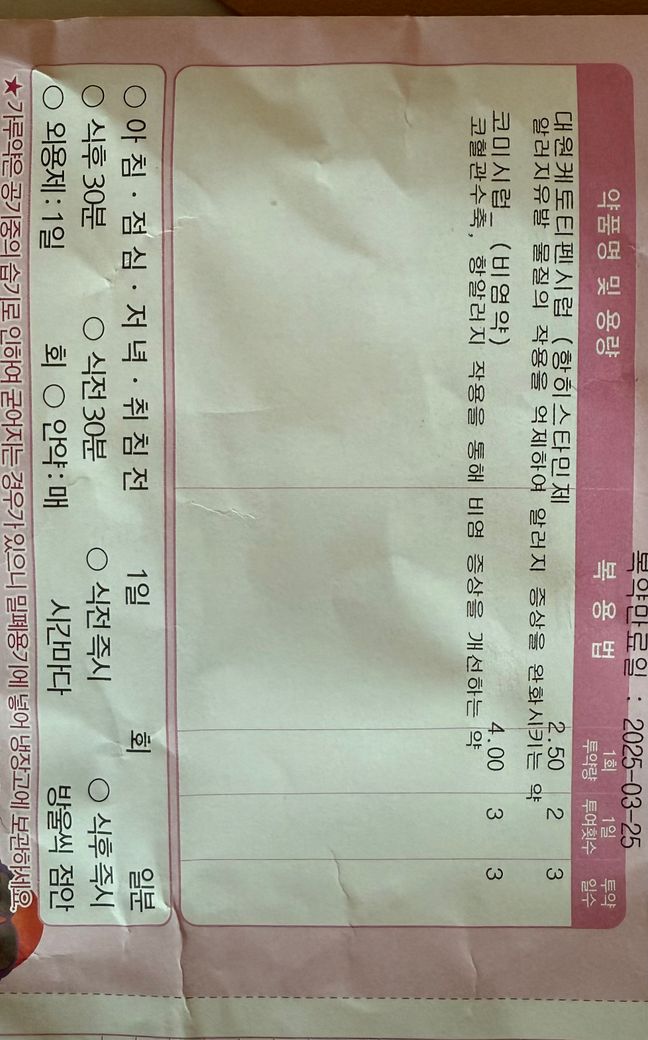 복약만료일 : 2025-03-25
약품명 및 용량 복 용 법 1회 투약량 1일 투여횟수 투약 일수
대원케토티펜시럽 (항히스타민제 2.50 2 3
알러지유발 물질의 작용을 억제하여 알러지 증상을 완화시키는 약
코미시럽_ (비염약) 4.00 3 3
코혈관수축, 항알러지 작용을 통해 비염 증상을 개선하는 약
○ 아 침 · 점 심 · 저 녁 · 취 침 전 1일 회 일분
○ 식후 30분 ○ 식전 30분 ○ 식전 즉시 ○ 식후 즉시
○ 외용제 : 1일 회 ○ 안약 : 매 시간마다 방울씩 점안
★ 가루약은 공기중의 습기로 인하여 굳어지는 경우가 있으니 밀폐용기에 넣어 냉장고에 보관하세요.